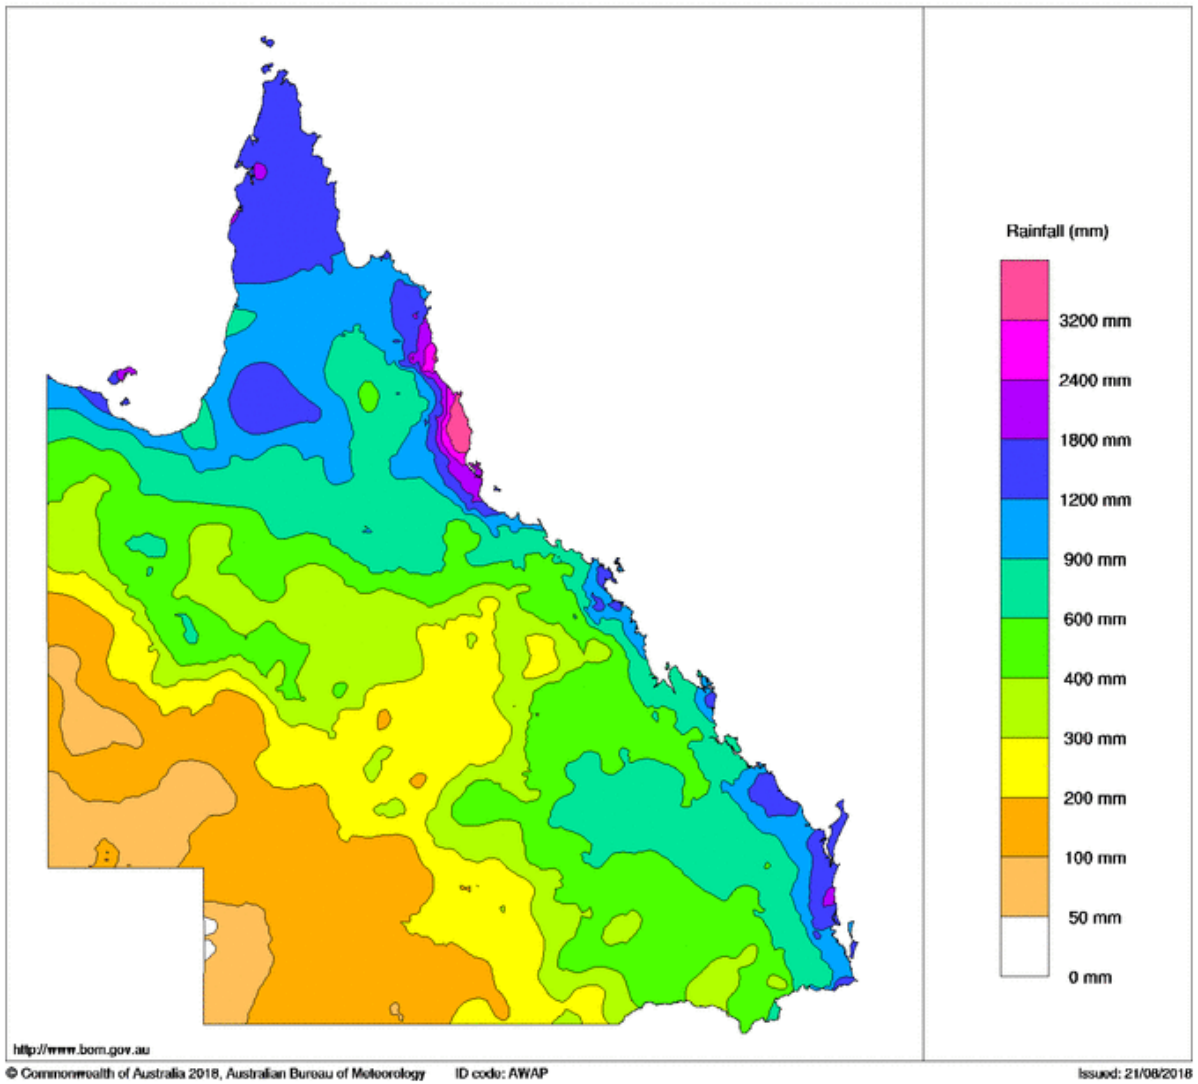 Rainfall (mm)
3200 mm
2400 mm
1800 mm
1200 mm
900 mm
600 mm
400 mm
300 mm
200 mm
100 mm
50 mm
0 mm
http://www.bom.gov.au
© Commonwealth of Australia 2018, Australian Bureau of Meteorology ID code: AWAP Issued: 21/08/2018